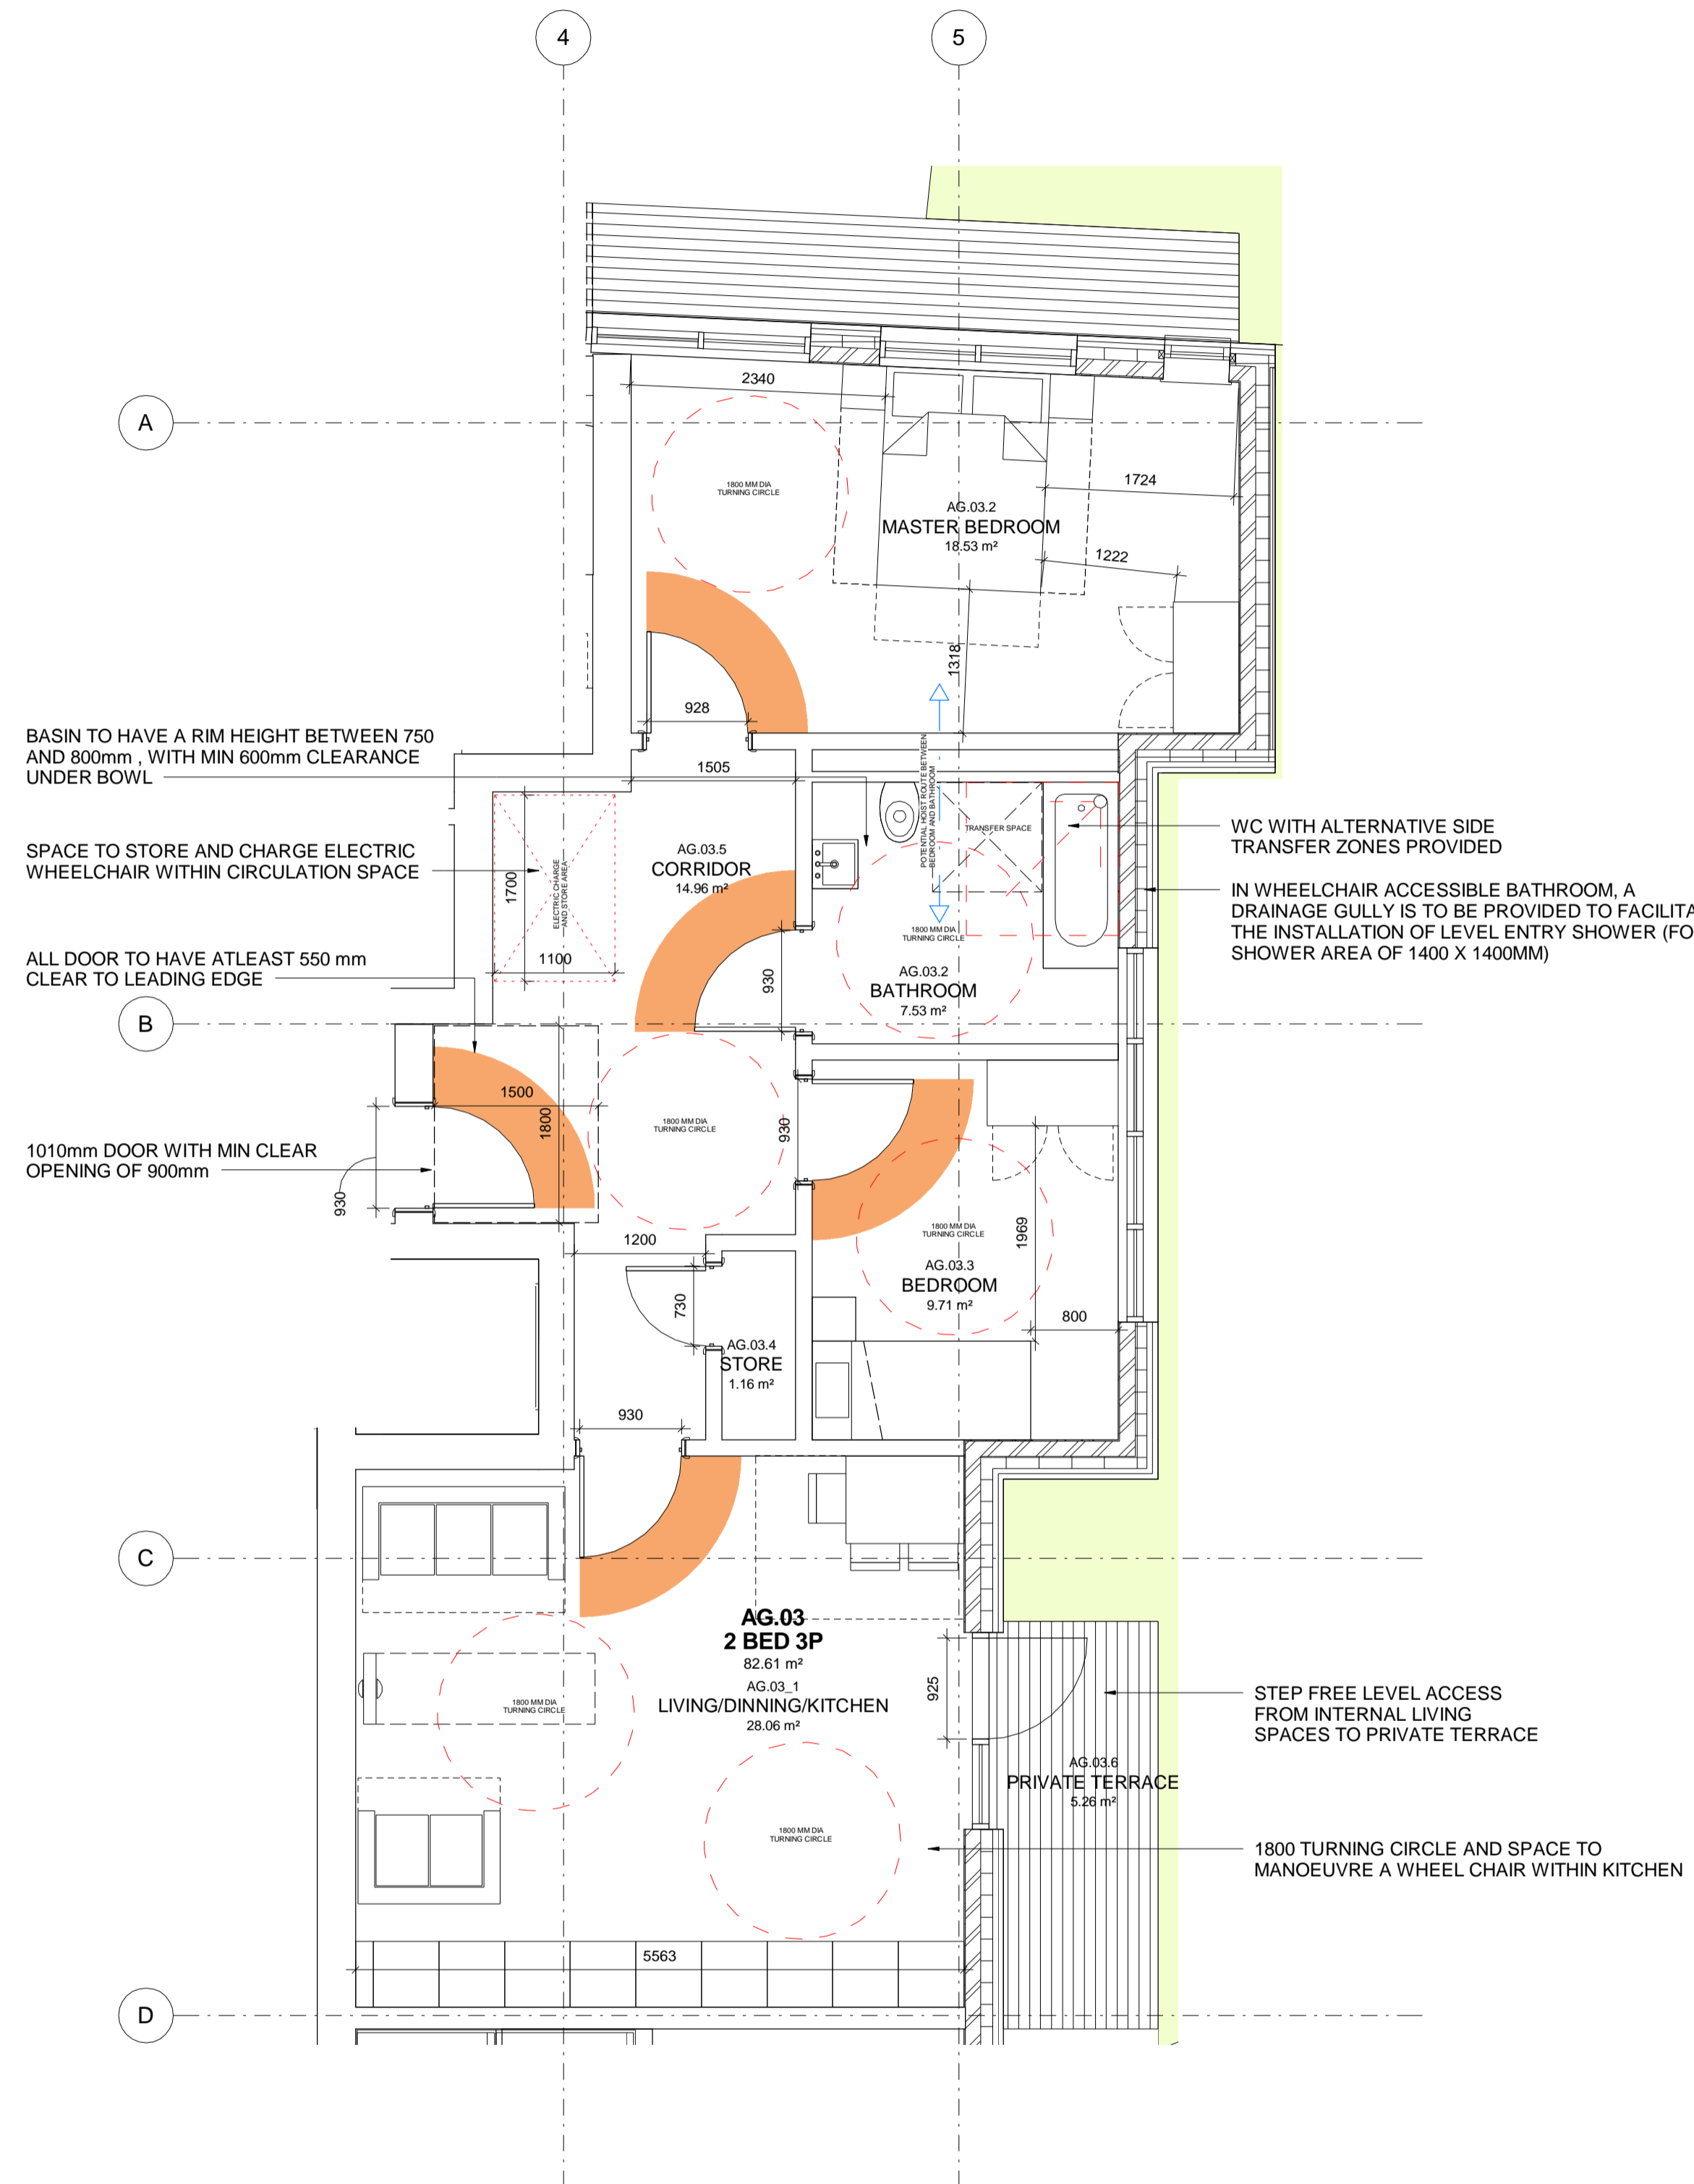 4
5
A
2340
1800 MM DIA
TURNING CIRCLE
1724
AG.03.2
MASTER BEDROOM
18.53 m²
1222
1318
928
BASIN TO HAVE A RIM HEIGHT BETWEEN 750
AND 800mm , WITH MIN 600mm CLEARANCE
UNDER BOWL
1505
POTENTIAL HOIST ROUTE BETWEEN
BEDROOM AND BATHROOM
TRANSFER SPACE
WC WITH ALTERNATIVE SIDE
TRANSFER ZONES PROVIDED
SPACE TO STORE AND CHARGE ELECTRIC
WHEELCHAIR WITHIN CIRCULATION SPACE
1700
ELECTRIC CHARGE
AND STORE AREA
1100
AG.03.5
CORRIDOR
14.96 m²
IN WHEELCHAIR ACCESSIBLE BATHROOM, A
DRAINAGE GULLY IS TO BE PROVIDED TO FACILITA
THE INSTALLATION OF LEVEL ENTRY SHOWER (FO
SHOWER AREA OF 1400 X 1400MM)
1800 MM DIA
TURNING CIRCLE
AG.03.2
BATHROOM
7.53 m²
930
ALL DOOR TO HAVE ATLEAST 550 mm
CLEAR TO LEADING EDGE
B
1500
1800
1800 MM DIA
TURNING CIRCLE
930
1010mm DOOR WITH MIN CLEAR
OPENING OF 900mm
930
1800 MM DIA
TURNING CIRCLE
1969
AG.03.3
BEDROOM
9.71 m²
800
1200
730
AG.03.4
STORE
1.16 m²
930
C
AG.03
2 BED 3P
82.61 m²
AG.03_1
LIVING/DINNING/KITCHEN
28.06 m²
925
1800 MM DIA
TURNING CIRCLE
STEP FREE LEVEL ACCESS
FROM INTERNAL LIVING
SPACES TO PRIVATE TERRACE
AG.03.6
PRIVATE TERRACE
5.26 m²
1800 MM DIA
TURNING CIRCLE
1800 TURNING CIRCLE AND SPACE TO
MANOEUVRE A WHEEL CHAIR WITHIN KITCHEN
5563
D